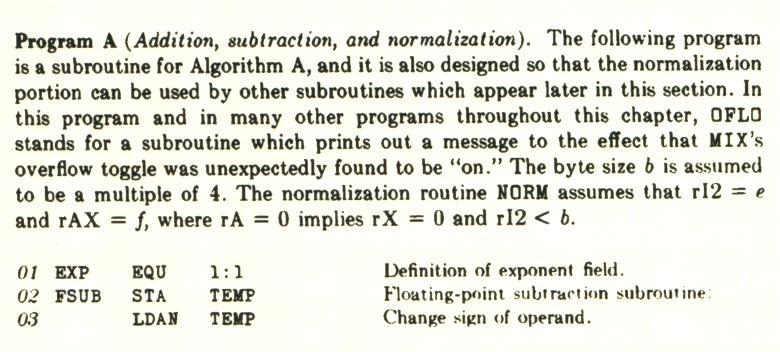 Program A (Addition, subtraction, and normalization). The following program
is a subroutine for Algorithm A, and it is also designed so that the normalization
portion can be used by other subroutines which appear later in this section. In
this program and in many other programs throughout this chapter, OFLO
stands for a subroutine which prints out a message to the effect that MIX's
overflow toggle was unexpectedly found to be “on.” The byte size b is assumed
to be a multiple of 4. The normalization routine NORM assumes that rI2 = e
and rAX = f, where rA = 0 implies rX = 0 and rI2 < b.
01 EXP EQU 1:1 Definition of exponent field.
02 FSUB STA TEMP Floating-point subtraction subroutine:
03 LDAN TEMP Change sign of operand.